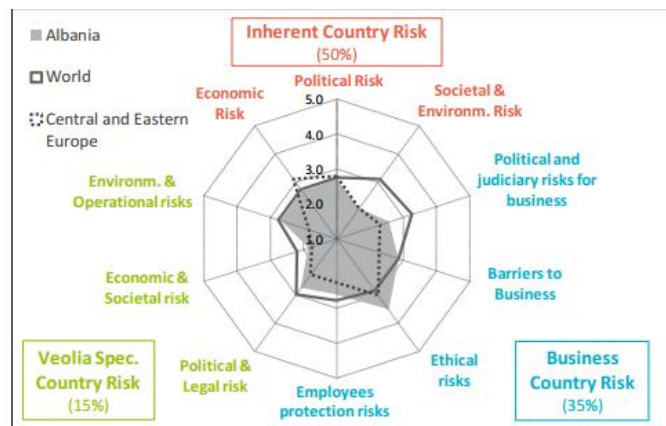 Albania
World
Central and Eastern
Europe
Inherent Country Risk
(50%)
Political Risk
Economic
Risk
Societal &
Environm. Risk
Political and
judiciary risks for
business
Barriers to
Business
Ethical
risks
Employees
protection risks
Political &
Legal risk
Economic &
Societal risk
Environm. &
Operational risks
5.0
4.0
3.0
2.0
1.0
Veolia Spec.
Country Risk
(15%)
Business
Country Risk
(35%)